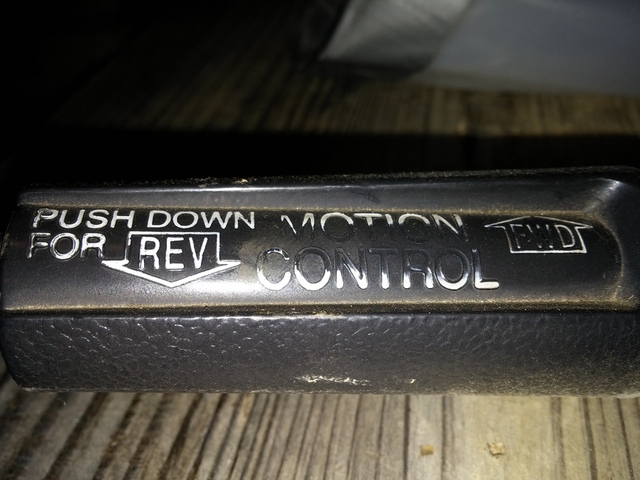 PUSH DOWN
FOR REV
MOTION
CONTROL
FWD